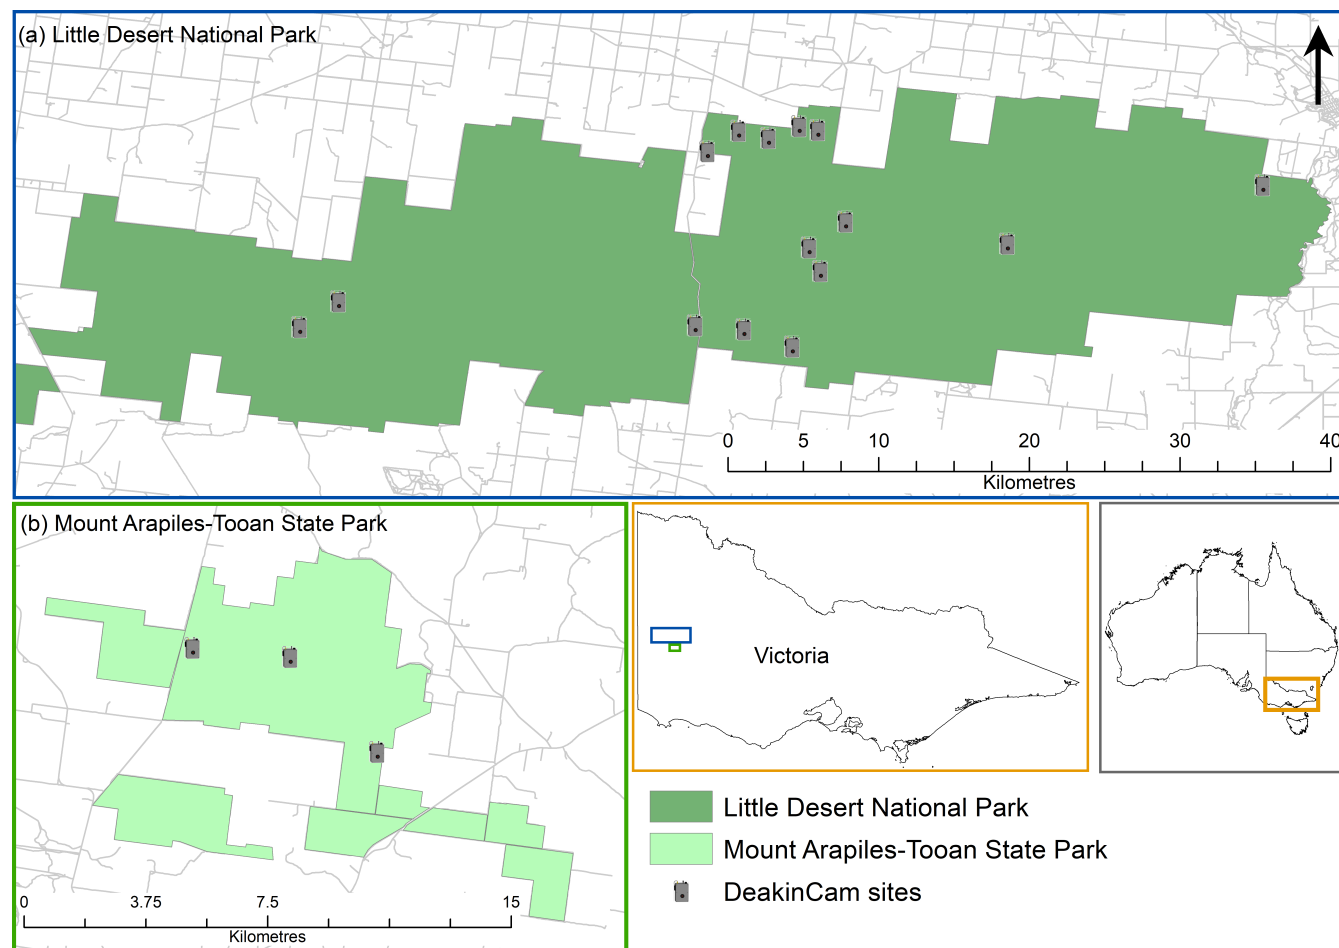 (a) Little Desert National Park
0 5 10 20 30 40
Kilometres
(b) Mount Arapiles-Tooan State Park
0 3.75 7.5 15
Kilometres
Victoria
Little Desert National Park
Mount Arapiles-Tooan State Park
DeakinCam sites